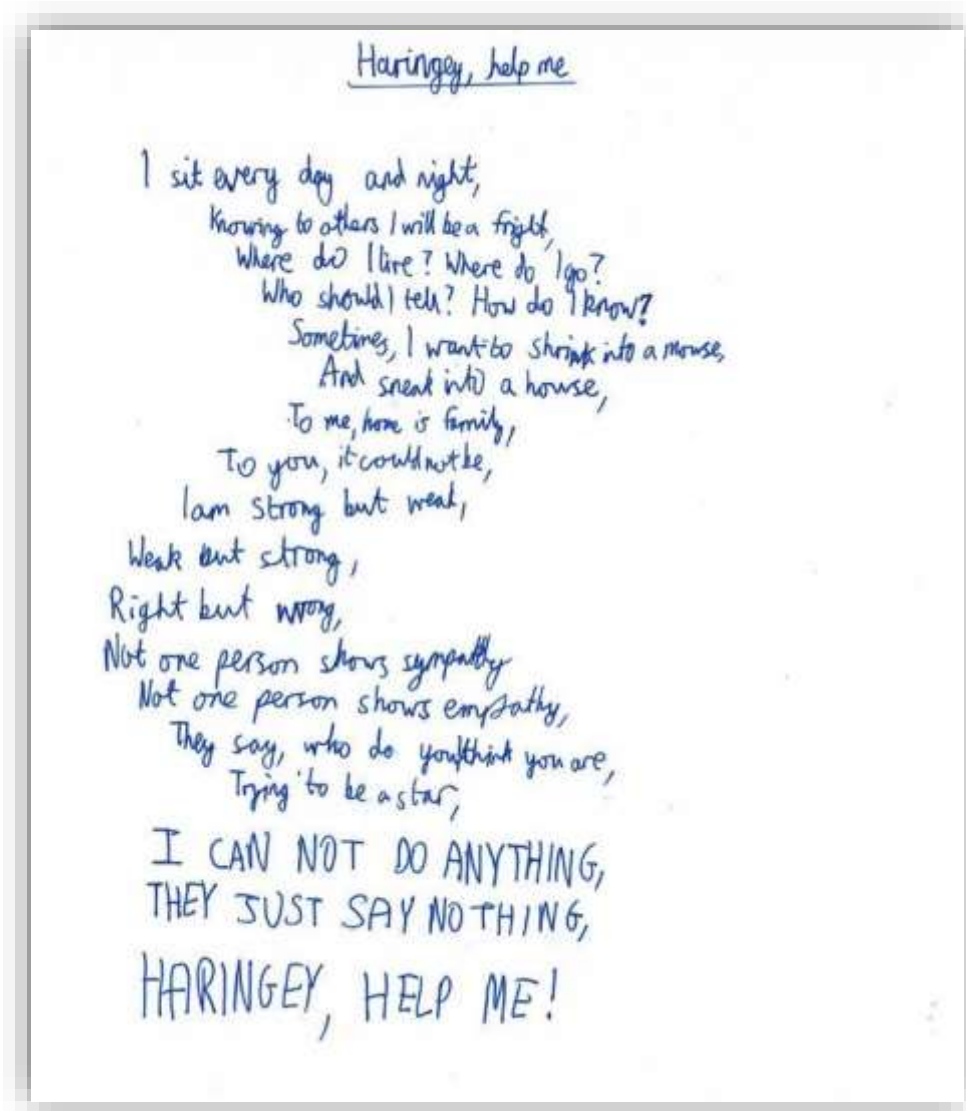 Haringey, help me
I sit every day and night,
Knowing to others I will be a fright,
Where do I live? Where do I go?
Who should I tell? How do I know?
Sometimes, I want to shrink into a mouse,
And sneak into a house,
To me, home is family,
To you, it could not be,
I am strong but weak,
Weak but strong,
Right but wrong,
Not one person shows sympathy
Not one person shows empathy,
They say, who do you think you are,
Trying to be a star,
I CAN NOT DO ANYTHING,
THEY JUST SAY NOTHING,
HARINGEY, HELP ME!